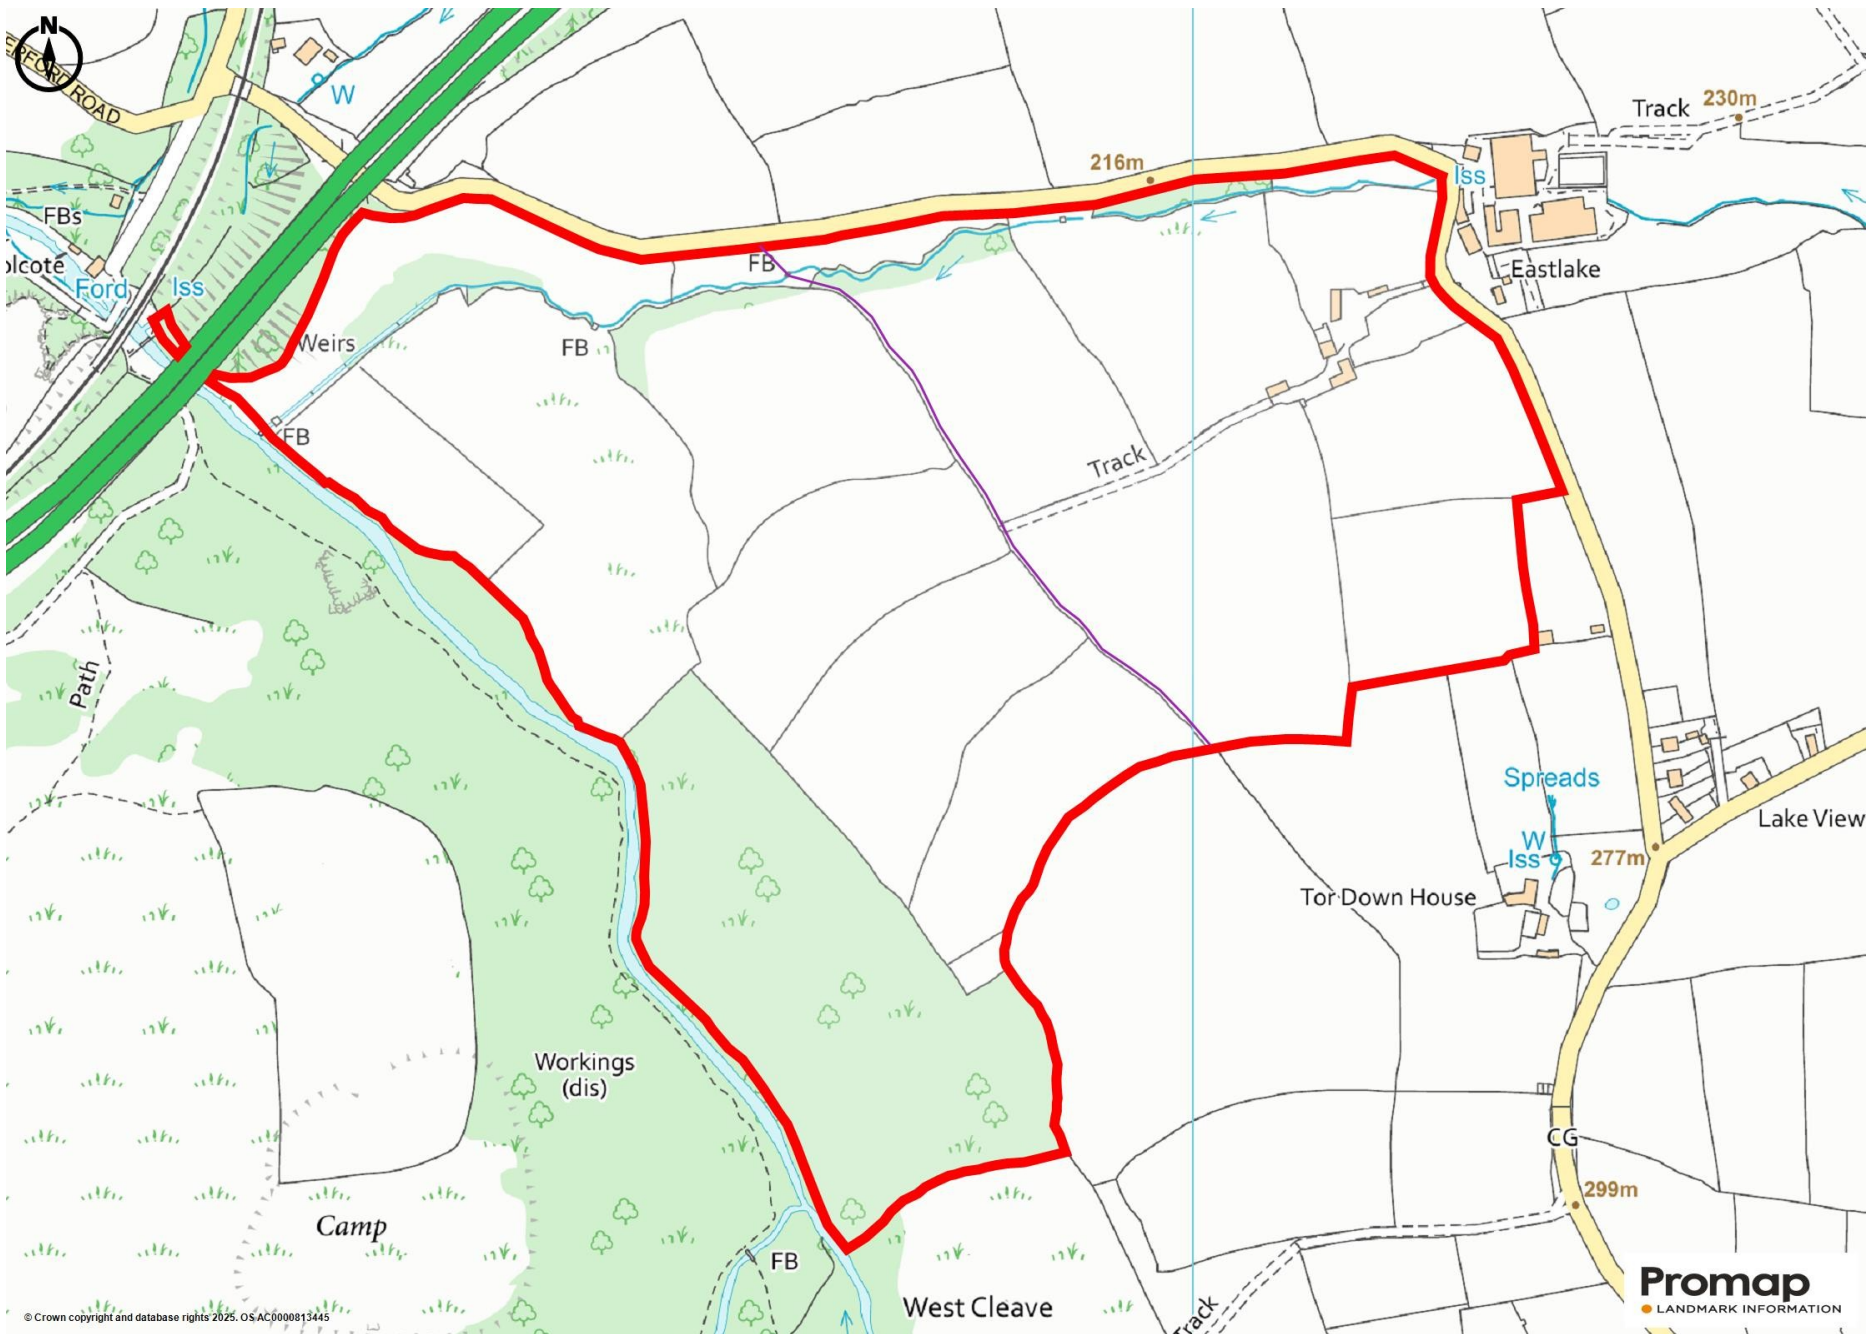 N
ERFORD ROAD
W
Track
230m
216m
Iss
FBs
olcote
Ford
Iss
FB
Eastlake
Weirs
FB
FB
Track
Path
Spreads
W
Iss
277m
Lake View
Tor Down House
Workings
(dis)
CG
299m
Camp
FB
West Cleave
Track
Promap
LANDMARK INFORMATION
© Crown copyright and database rights 2025. OS AC0000813445